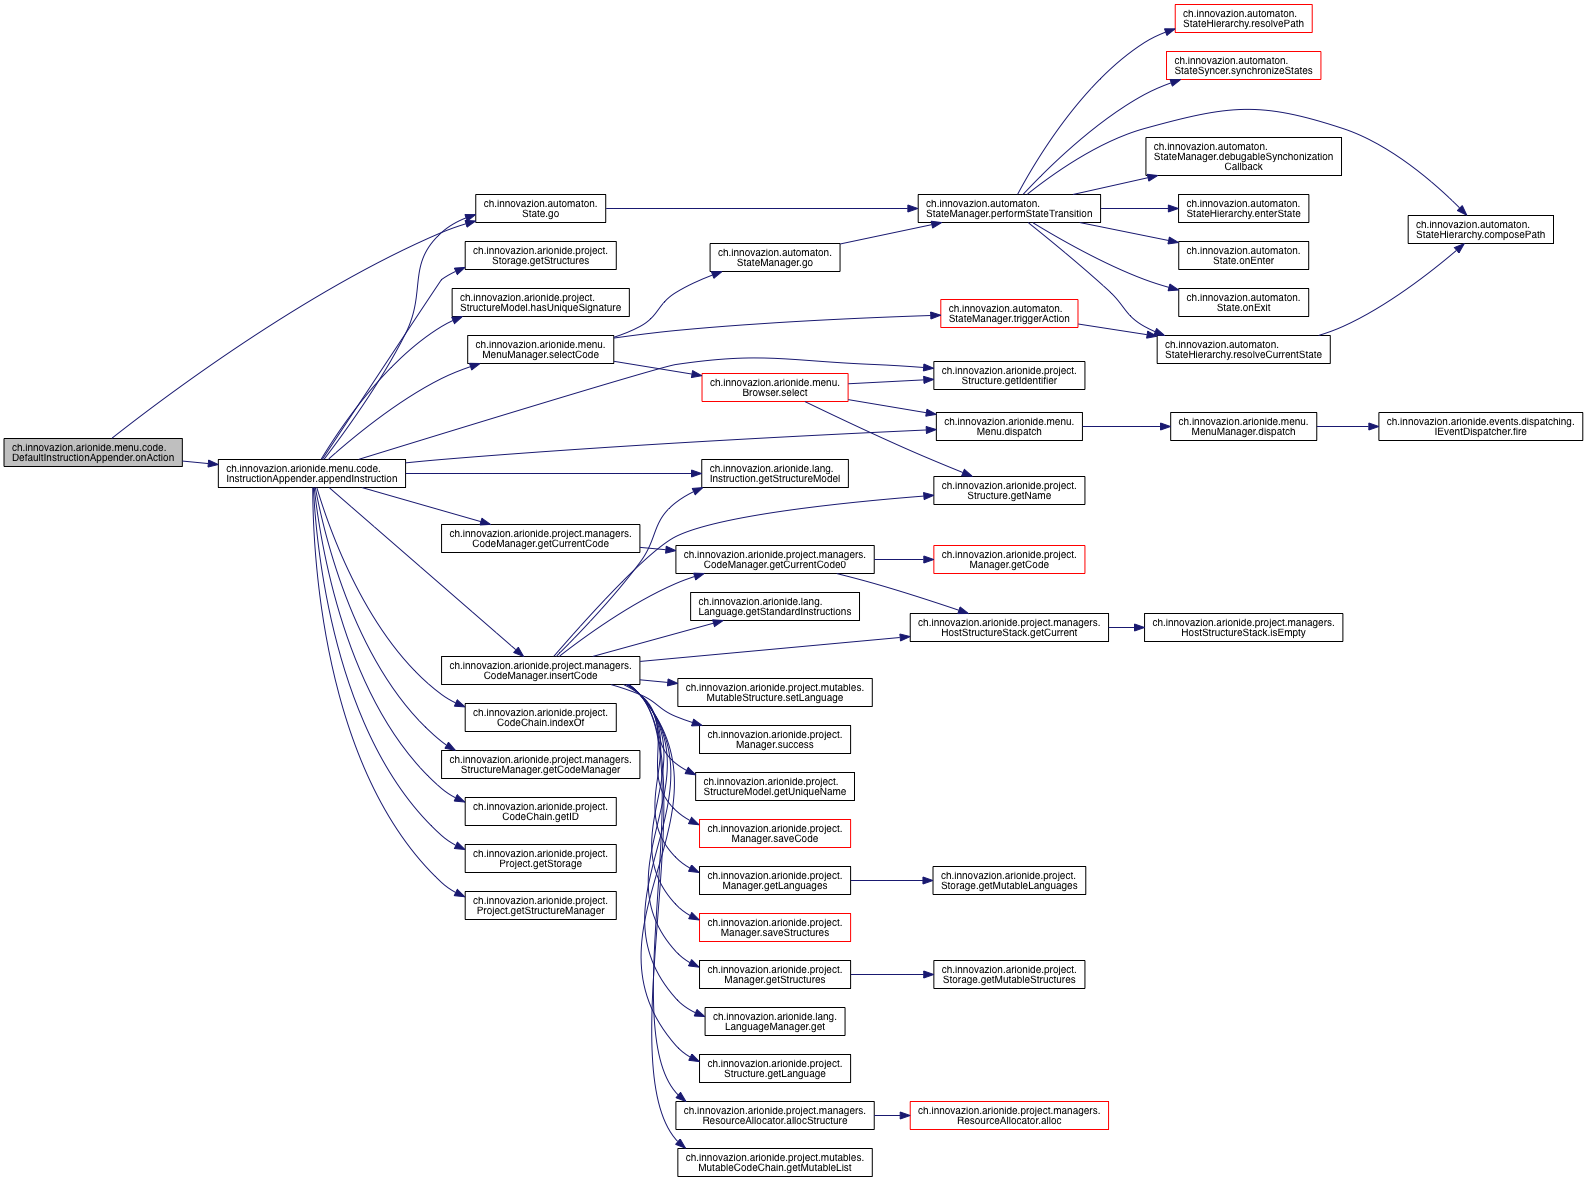 ch.innovazion.arionide.menu.code.
DefaultInstructionAppender.onAction
ch.innovazion.arionide.menu.code.
InstructionAppender.appendInstruction
ch.innovazion.automaton.
State.go
ch.innovazion.arionide.project.
Storage.getStructures
ch.innovazion.arionide.project.
StructureModel.hasUniqueSignature
ch.innovazion.arionide.menu.
MenuManager.selectCode
ch.innovazion.arionide.project.managers.
CodeManager.getCurrentCode
ch.innovazion.arionide.project.managers.
CodeManager.insertCode
ch.innovazion.arionide.project.
CodeChain.indexOf
ch.innovazion.arionide.project.managers.
StructureManager.getCodeManager
ch.innovazion.arionide.project.
CodeChain.getID
ch.innovazion.arionide.project.
Project.getStorage
ch.innovazion.arionide.project.
Project.getStructureManager
ch.innovazion.automaton.
StateManager.go
ch.innovazion.arionide.menu.
Browser.select
ch.innovazion.arionide.lang.
Instruction.getStructureModel
ch.innovazion.arionide.project.managers.
CodeManager.getCurrentCode0
ch.innovazion.arionide.lang.
Language.getStandardInstructions
ch.innovazion.arionide.project.mutables.
MutableStructure.setLanguage
ch.innovazion.arionide.project.
Manager.success
ch.innovazion.arionide.project.
StructureModel.getUniqueName
ch.innovazion.arionide.project.
Manager.saveCode
ch.innovazion.arionide.project.
Manager.getLanguages
ch.innovazion.arionide.project.
Manager.saveStructures
ch.innovazion.arionide.project.
Manager.getStructures
ch.innovazion.arionide.lang.
LanguageManager.get
ch.innovazion.arionide.project.
Structure.getLanguage
ch.innovazion.arionide.project.managers.
ResourceAllocator.allocStructure
ch.innovazion.arionide.project.mutables.
MutableCodeChain.getMutableList
ch.innovazion.automaton.
StateManager.performStateTransition
ch.innovazion.automaton.
StateManager.triggerAction
ch.innovazion.arionide.project.
Structure.getIdentifier
ch.innovazion.arionide.menu.
Menu.dispatch
ch.innovazion.arionide.project.
Structure.getName
ch.innovazion.arionide.project.
Manager.getCode
ch.innovazion.arionide.project.managers.
HostStructureStack.getCurrent
ch.innovazion.arionide.project.
Storage.getMutableLanguages
ch.innovazion.arionide.project.
Storage.getMutableStructures
ch.innovazion.arionide.project.managers.
ResourceAllocator.alloc
ch.innovazion.automaton.
StateHierarchy.resolvePath
ch.innovazion.automaton.
StateSyncer.synchronizeStates
ch.innovazion.automaton.
StateManager.debugableSynchonization
Callback
ch.innovazion.automaton.
StateHierarchy.enterState
ch.innovazion.automaton.
State.onEnter
ch.innovazion.automaton.
State.onExit
ch.innovazion.automaton.
StateHierarchy.resolveCurrentState
ch.innovazion.arionide.menu.
MenuManager.dispatch
ch.innovazion.arionide.project.managers.
HostStructureStack.isEmpty
ch.innovazion.automaton.
StateHierarchy.composePath
ch.innovazion.arionide.events.dispatching.
IEventDispatcher.fire